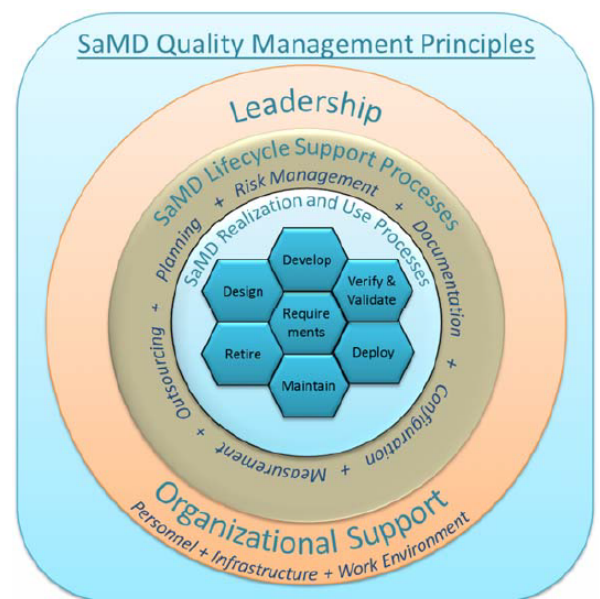 SaMD Quality Management Principles
Leadership
SaMD Lifecycle Support Processes
Outsourcing + Planning + Risk Management + Documentation + Configuration + Measurement +
SaMD Realization and Use Processes
Develop
Design
Verify &
Validate
Require
ments
Retire
Deploy
Maintain
Organizational Support
Personnel + Infrastructure + Work Environment